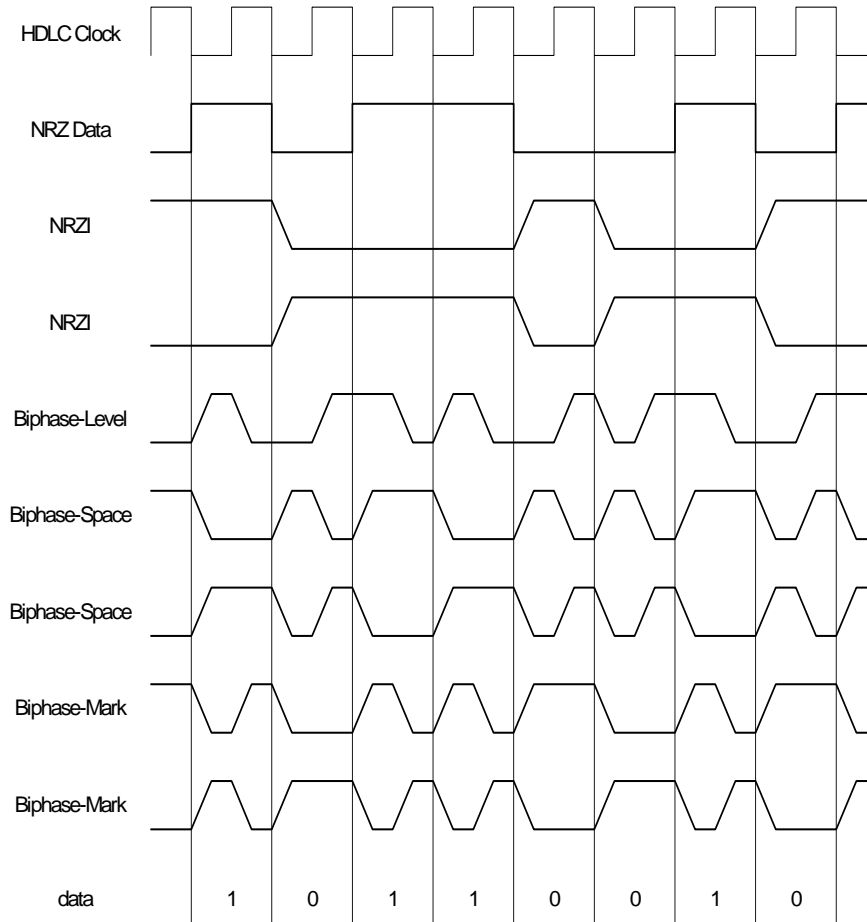 HDLC Clock
NRZ Data
NRZI
NRZI
Biphase-Level
Biphase-Space
Biphase-Space
Biphase-Mark
Biphase-Mark
data 1 0 1 1 0 0 1 0